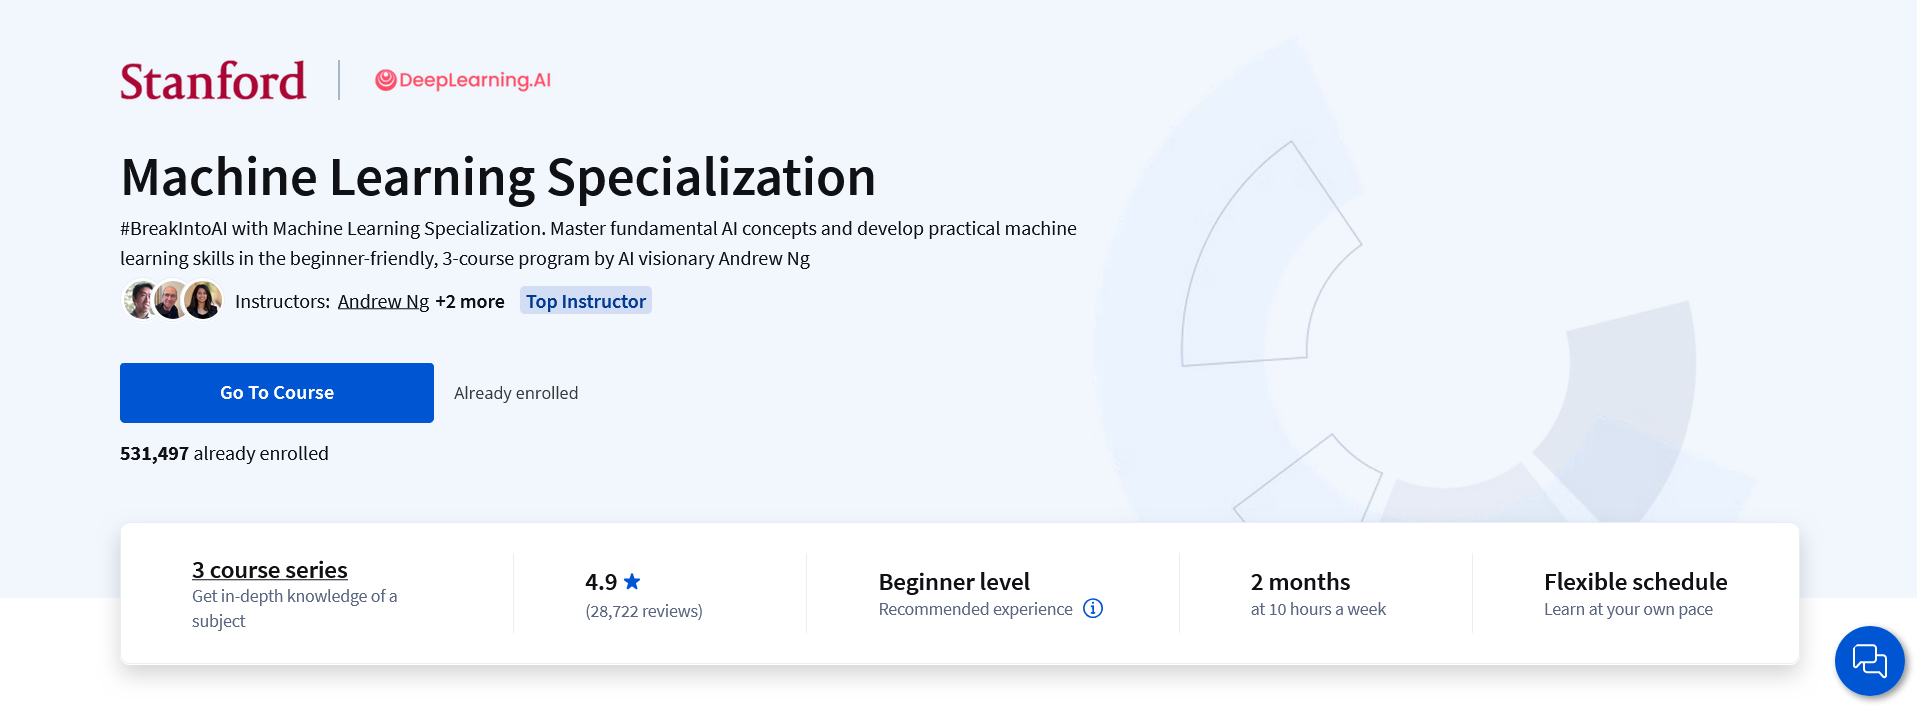 Stanford
DeepLearning.AI
Machine Learning Specialization
#BreakIntoAI with Machine Learning Specialization. Master fundamental AI concepts and develop practical machine
learning skills in the beginner-friendly, 3-course program by AI visionary Andrew Ng
Instructors: Andrew Ng +2 more Top Instructor
Go To Course Already enrolled
531,497 already enrolled
3 course series
Get in-depth knowledge of a
subject
4.9
(28,722 reviews)
Beginner level
Recommended experience
2 months
at 10 hours a week
Flexible schedule
Learn at your own pace